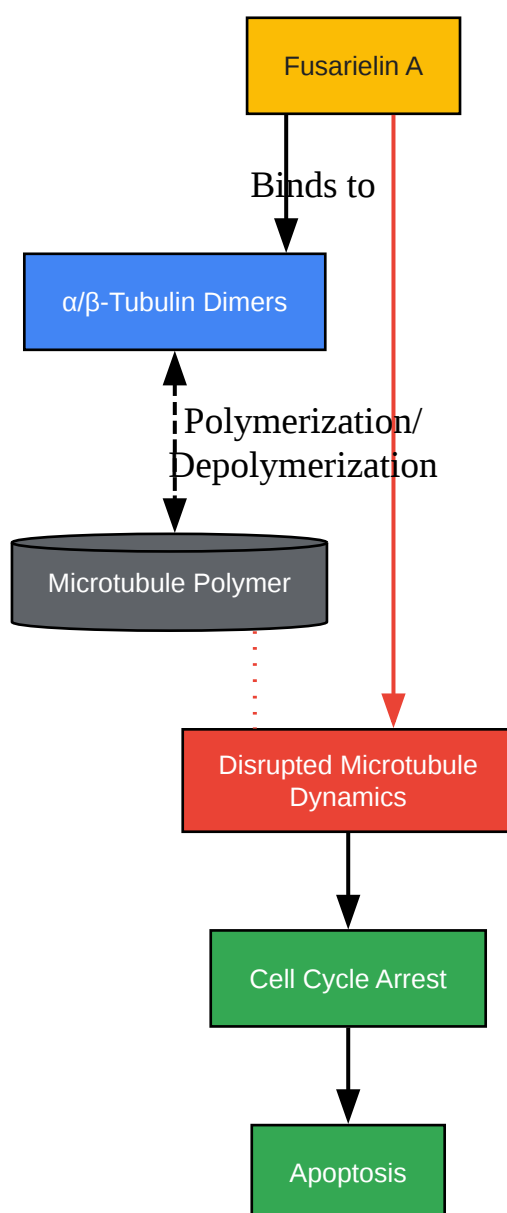 Fusarielin A
Binds to
α/β-Tubulin Dimers
Polymerization/
Depolymerization
Microtubule Polymer
Disrupted Microtubule
Dynamics
Cell Cycle Arrest
Apoptosis